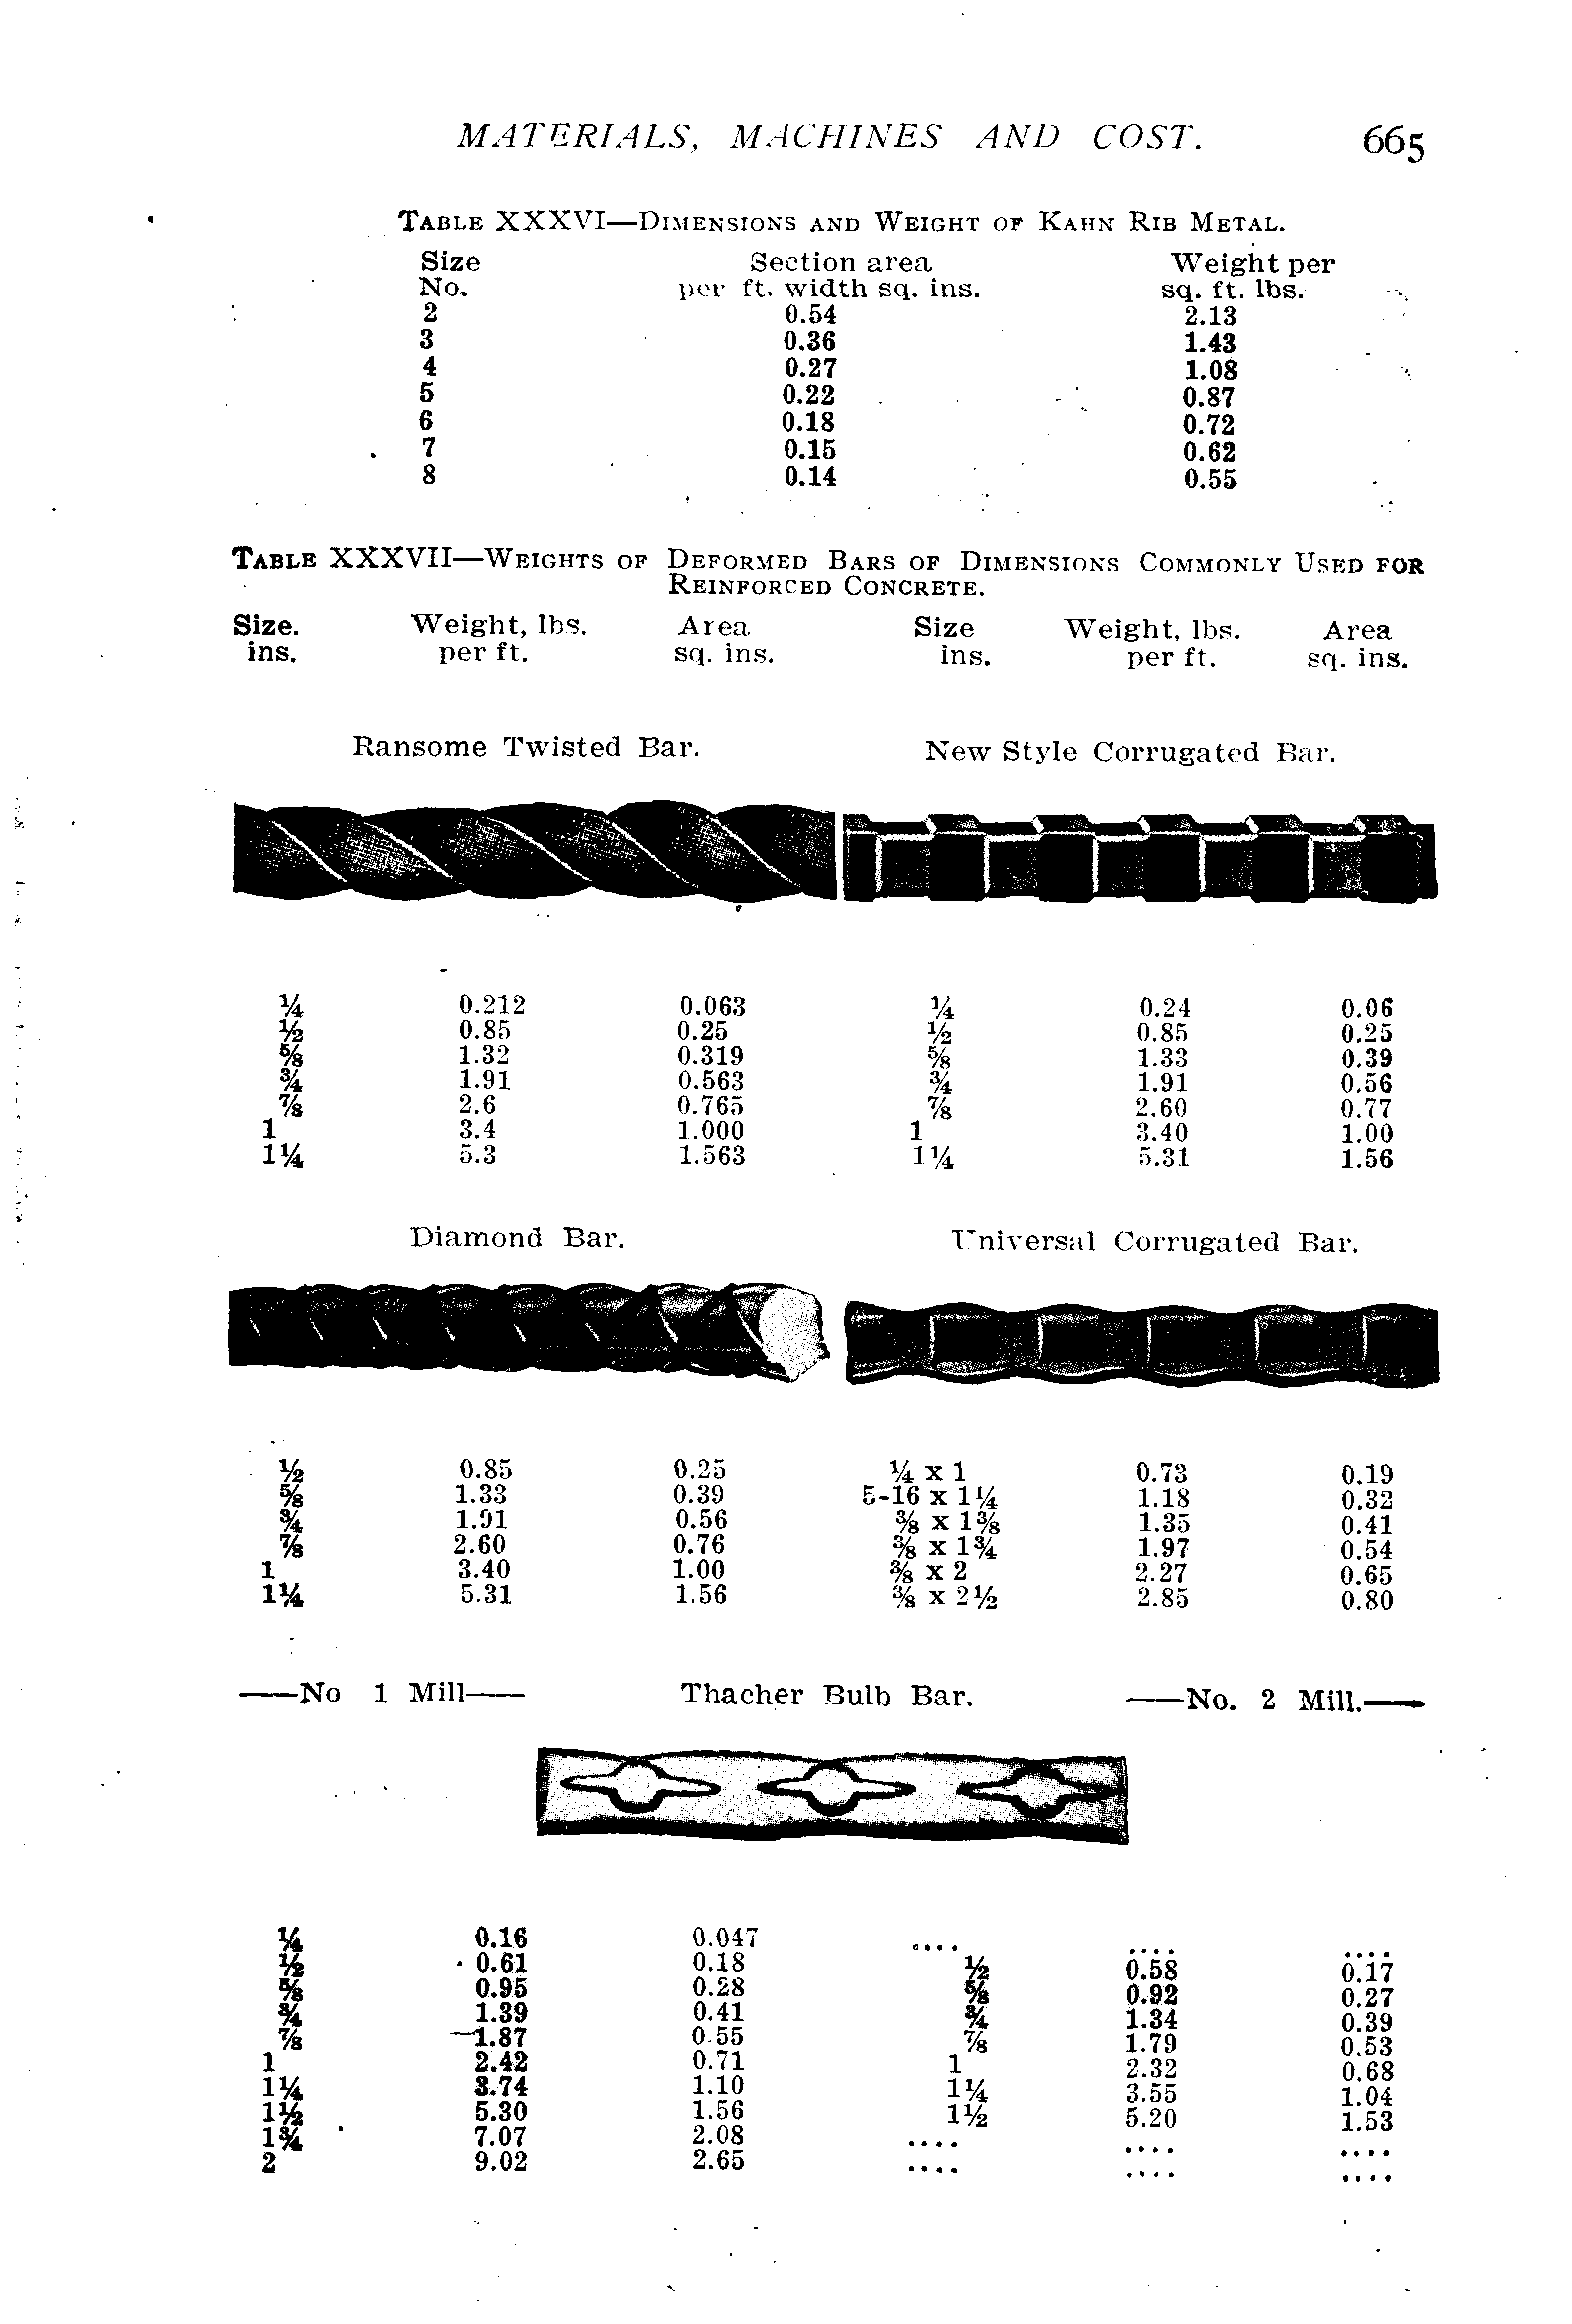 MATERIALS, MACHINES AND COST. 665
TABLE XXXVI—DIMENSIONS AND WEIGHT OF KAHN RIB METAL.
Size Section area Weight per
No. per ft. width sq. ins. sq. ft. lbs.
2 0.54 2.13
3 0.36 1.43
4 0.27 1.08
5 0.22 0.87
6 0.18 0.72
7 0.15 0.62
8 0.14 0.55
TABLE XXXVII—WEIGHTS OF DEFORMED BARS OF DIMENSIONS COMMONLY USED FOR
REINFORCED CONCRETE.
Size. Weight, lbs. Area Size Weight, lbs. Area
ins. per ft. sq. ins. ins. per ft. sq. ins.
Ransome Twisted Bar. New Style Corrugated Bar.
¼ 0.212 0.063 ¼ 0.24 0.06
½ 0.85 0.25 ½ 0.85 0.25
⅝ 1.32 0.319 ⅝ 1.33 0.39
¾ 1.91 0.563 ¾ 1.91 0.56
⅞ 2.6 0.765 ⅞ 2.60 0.77
1 3.4 1.000 1 3.40 1.00
1¼ 5.3 1.563 1¼ 5.31 1.56
Diamond Bar. Universal Corrugated Bar.
½ 0.85 0.25 ¼ x 1 0.73 0.19
⅝ 1.33 0.39 5-16 x 1¼ 1.18 0.32
¾ 1.91 0.56 ⅜ x 1⅜ 1.35 0.41
⅞ 2.60 0.76 ⅜ x 1¾ 1.97 0.54
1 3.40 1.00 ⅜ x 2 2.27 0.65
1¼ 5.31 1.56 ⅜ x 2½ 2.85 0.80
——No 1 Mill—— Thacher Bulb Bar. ——No. 2 Mill.——
¼ 0.16 0.047 .... .... ....
½ 0.61 0.18 ½ 0.58 0.17
⅝ 0.95 0.28 ⅝ 0.92 0.27
¾ 1.39 0.41 ¾ 1.34 0.39
⅞ 1.87 0.55 ⅞ 1.79 0.53
1 2.42 0.71 1 2.32 0.68
1¼ 3.74 1.10 1¼ 3.55 1.04
1½ 5.30 1.56 1½ 5.20 1.53
1¾ 7.07 2.08 .... .... ....
2 9.02 2.65 .... .... ....